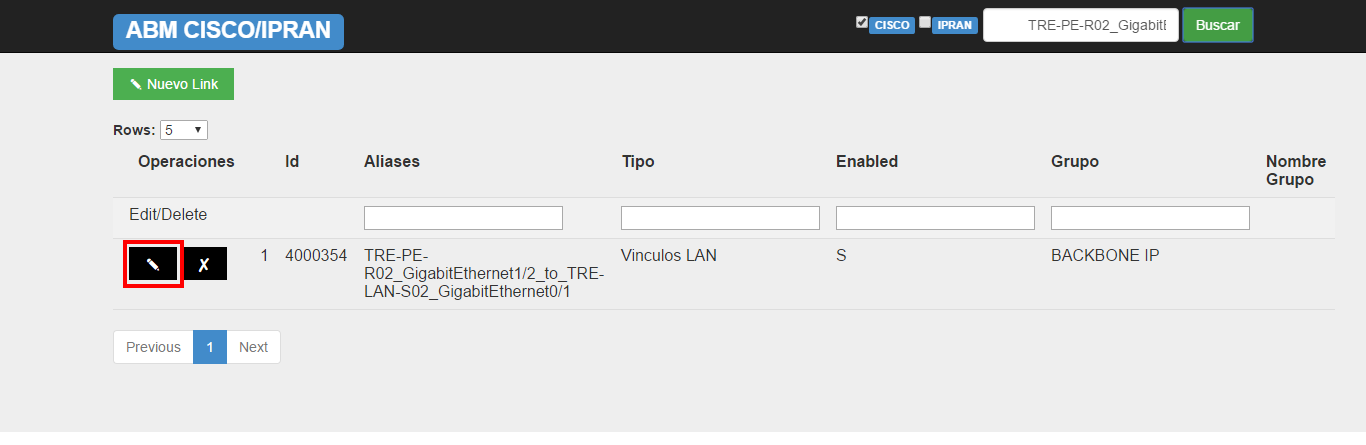 ABM CISCO/IPRAN
CISCO IPRAN TRE-PE-R02_Gigabit Buscar
Nuevo Link
Rows: 5
Operaciones Id Aliases Tipo Enabled Grupo Nombre Grupo
Edit/Delete
1 4000354 TRE-PE-
R02_GigabitEthernet1/2_to_TRE-
LAN-S02_GigabitEthernet0/1
Vinculos LAN S BACKBONE IP
Previous 1 Next